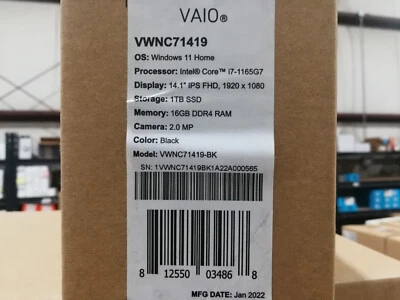 VAIO®
VWNC71419
OS: Windows 11 Home
Processor: Intel® Core™ i7-1165G7
Display: 14.1" IPS FHD, 1920 x 1080
Storage: 1TB SSD
Memory: 16GB DDR4 RAM
Camera: 2.0 MP
Color: Black
Model: VWNC71419-BK
SN: 1VWNC71419BK1A22A000565
8 12550 03486 8
MFG DATE: Jan 2022